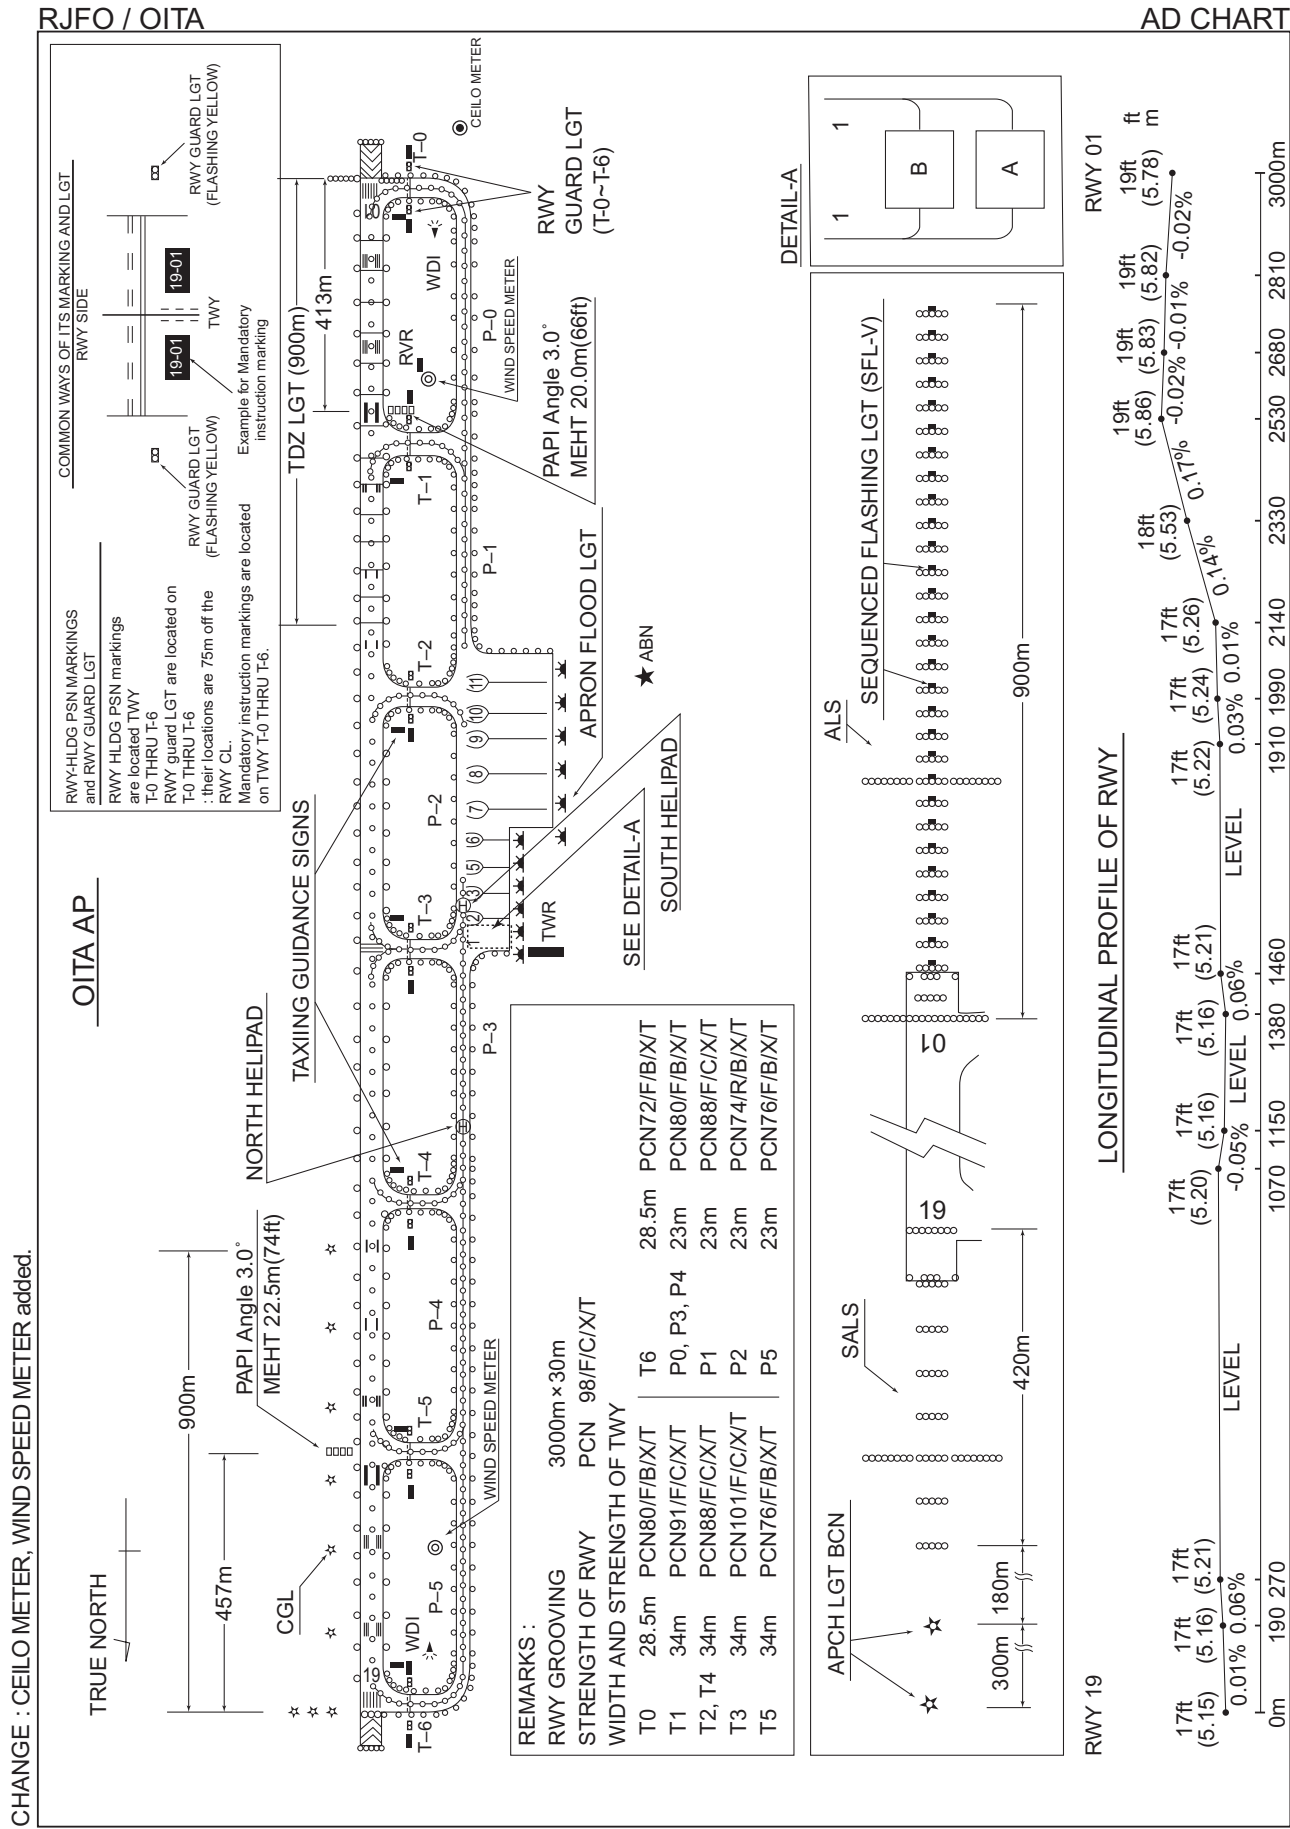 RJFO / OITA
AD CHART
CHANGE : CEILO METER, WIND SPEED METER added.
OITA AP
TRUE NORTH
RWY-HLDG PSN MARKINGS
and RWY GUARD LGT
RWY HLDG PSN markings
are located TWY
T-0 THRU T-6
RWY guard LGT are located on
T-0 THRU T-6
: their locations are 75m off the
RWY CL.
Mandatory instruction markings are located
on TWY T-0 THRU T-6.
COMMON WAYS OF ITS MARKING AND LGT
RWY SIDE
RWY GUARD LGT
(FLASHING YELLOW)
19-01
19-01
TWY
RWY GUARD LGT
(FLASHING YELLOW)
Example for Mandatory
instruction marking
900m
457m
PAPI Angle 3.0°
MEHT 22.5m(74ft)
CGL
NORTH HELIPAD
TAXIING GUIDANCE SIGNS
TDZ LGT (900m)
413m
19
01
T-6
WDI
P-5
T-5
WIND SPEED METER
P-4
T-4
P-3
T-3
P-2
T-2
P-1
T-1
RVR
P-0
WIND SPEED METER
WDI
T-0
CEILO METER
RWY
GUARD LGT
(T-0~T-6)
PAPI Angle 3.0°
MEHT 20.0m(66ft)
1
2
3
5
6
7
8
9
10
11
H
H
TWR
APRON FLOOD LGT
ABN
SEE DETAIL-A
SOUTH HELIPAD
REMARKS :
RWY GROOVING 3000m×30m
STRENGTH OF RWY PCN 98/F/C/X/T
WIDTH AND STRENGTH OF TWY
T0 28.5m PCN80/F/B/X/T T6 28.5m PCN72/F/B/X/T
T1 34m PCN91/F/C/X/T P0, P3, P4 23m PCN80/F/B/X/T
T2, T4 34m PCN88/F/C/X/T P1 23m PCN88/F/C/X/T
T3 34m PCN101/F/C/X/T P2 23m PCN74/R/B/X/T
T5 34m PCN76/F/B/X/T P5 23m PCN76/F/B/X/T
DETAIL-A
1
1
B
A
APCH LGT BCN
SALS
ALS
SEQUENCED FLASHING LGT (SFL-V)
19
01
300m
180m
420m
900m
LONGITUDINAL PROFILE OF RWY
RWY 19
RWY 01
17ft
(5.15)
17ft
(5.16)
17ft
(5.21)
17ft
(5.20)
17ft
(5.16)
17ft
(5.16)
17ft
(5.21)
17ft
(5.22)
17ft
(5.24)
17ft
(5.26)
18ft
(5.53)
19ft
(5.86)
19ft
(5.83)
19ft
(5.82)
19ft
(5.78)
ft
m
0.01% 0.06% LEVEL -0.05% LEVEL 0.06% LEVEL 0.03% 0.01% 0.14% 0.17% -0.02% -0.01% -0.02%
0m 190 270 1070 1150 1380 1460 1910 1990 2140 2330 2530 2680 2810 3000m